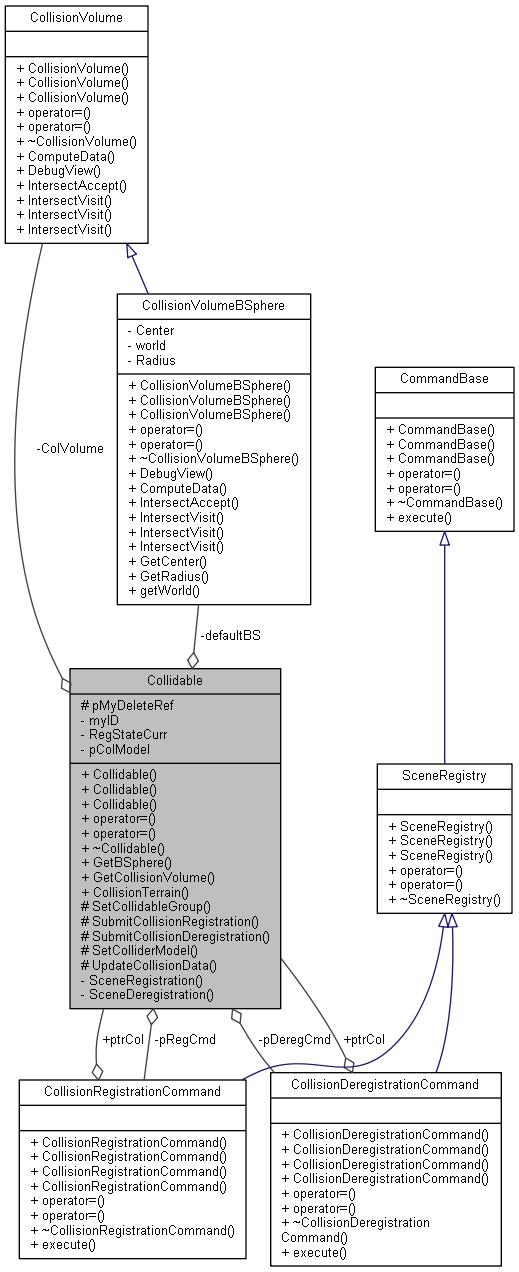 CollisionVolume
+ CollisionVolume()
+ CollisionVolume()
+ CollisionVolume()
+ operator=()
+ operator=()
+ ~CollisionVolume()
+ ComputeData()
+ DebugView()
+ IntersectAccept()
+ IntersectVisit()
+ IntersectVisit()
+ IntersectVisit()
CollisionVolumeBSphere
- Center
- world
- Radius
+ CollisionVolumeBSphere()
+ CollisionVolumeBSphere()
+ CollisionVolumeBSphere()
+ operator=()
+ operator=()
+ ~CollisionVolumeBSphere()
+ DebugView()
+ ComputeData()
+ IntersectAccept()
+ IntersectVisit()
+ IntersectVisit()
+ IntersectVisit()
+ GetCenter()
+ GetRadius()
+ getWorld()
CommandBase
+ CommandBase()
+ CommandBase()
+ CommandBase()
+ operator=()
+ operator=()
+ ~CommandBase()
+ execute()
-ColVolume
-defaultBS
Collidable
# pMyDeleteRef
- myID
- RegStateCurr
- pColModel
+ Collidable()
+ Collidable()
+ Collidable()
+ operator=()
+ operator=()
+ ~Collidable()
+ GetBSphere()
+ GetCollisionVolume()
+ CollisionTerrain()
# SetCollidableGroup()
# SubmitCollisionRegistration()
# SubmitCollisionDeregistration()
# SetColliderModel()
# UpdateCollisionData()
- SceneRegistration()
- SceneDeregistration()
SceneRegistry
+ SceneRegistry()
+ SceneRegistry()
+ SceneRegistry()
+ operator=()
+ operator=()
+ ~SceneRegistry()
+ptrCol
-pRegCmd
-pDeregCmd
+ptrCol
CollisionRegistrationCommand
+ CollisionRegistrationCommand()
+ CollisionRegistrationCommand()
+ CollisionRegistrationCommand()
+ CollisionRegistrationCommand()
+ operator=()
+ operator=()
+ ~CollisionRegistrationCommand()
+ execute()
CollisionDeregistrationCommand
+ CollisionDeregistrationCommand()
+ CollisionDeregistrationCommand()
+ CollisionDeregistrationCommand()
+ CollisionDeregistrationCommand()
+ operator=()
+ operator=()
+ ~CollisionDeregistration
Command()
+ execute()